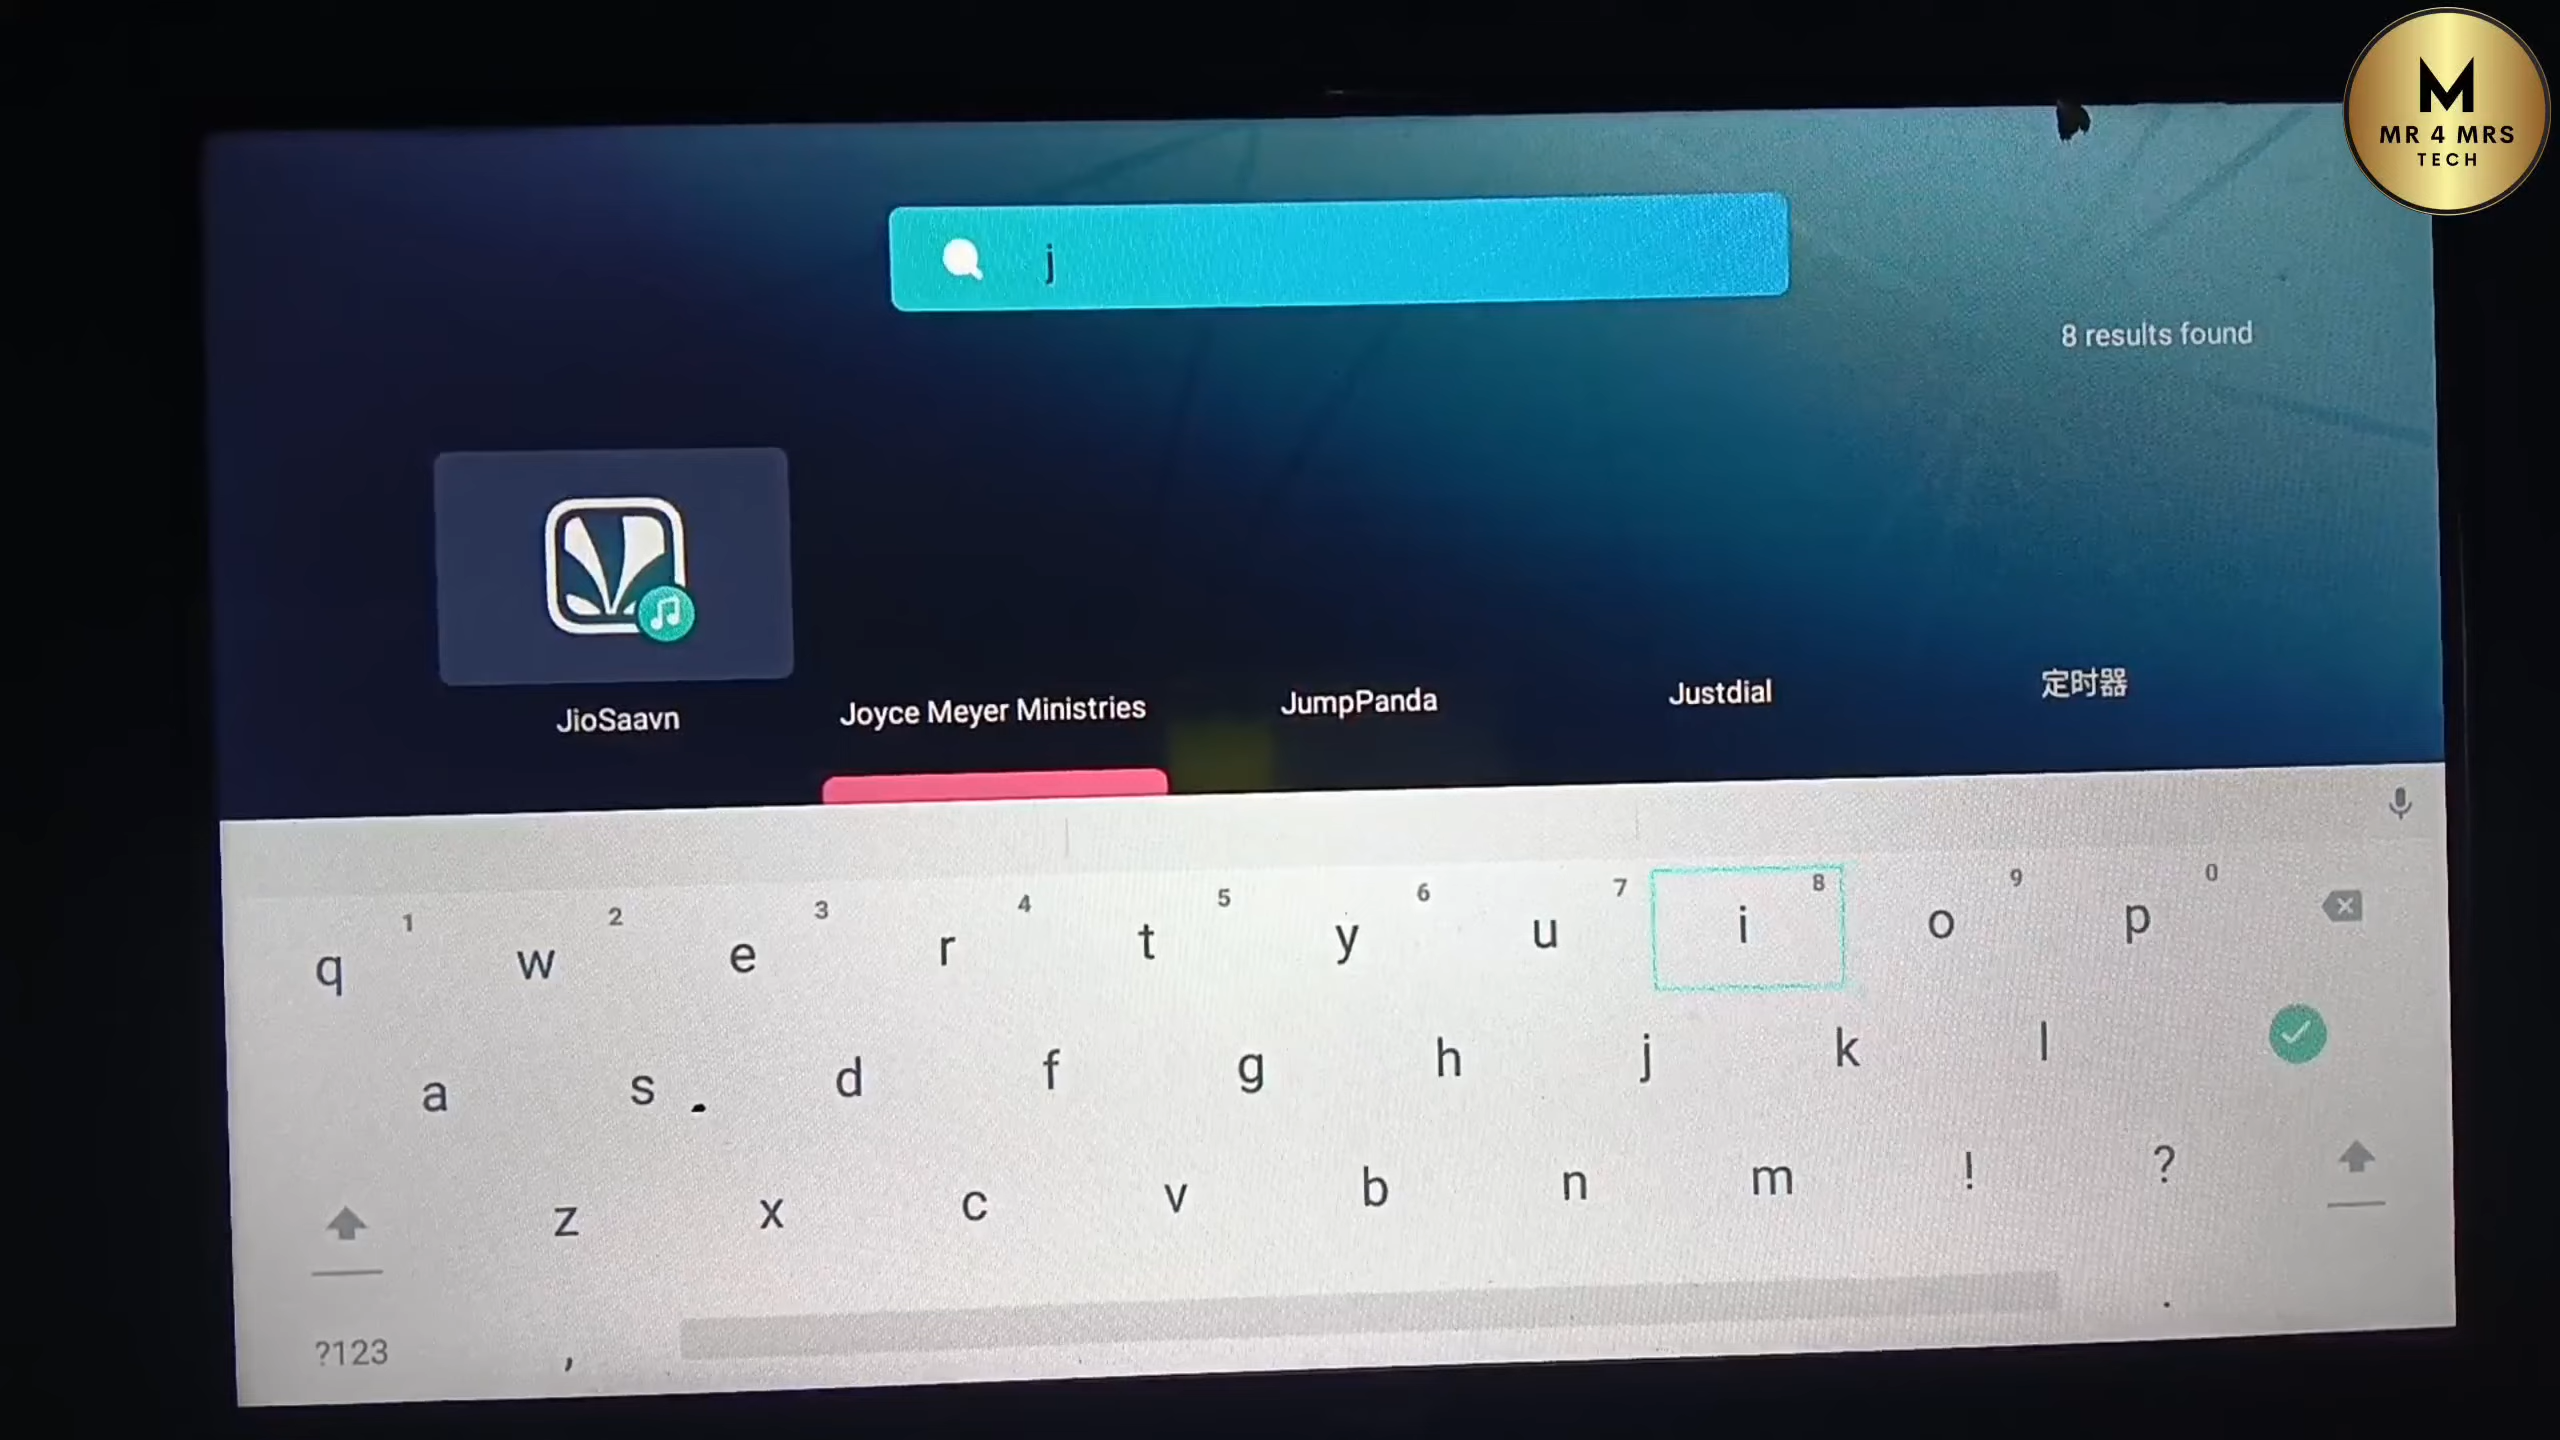 M
MR 4 MRS
TECH
j
8 results found
JioSaavn
Joyce Meyer Ministries
JumpPanda
Justdial
定时器
1 2 3 4 5 6 7 8 9 0
q w e r t y u i o p
a s d f g h j k l
z x c v b n m ! ?
?123 , .